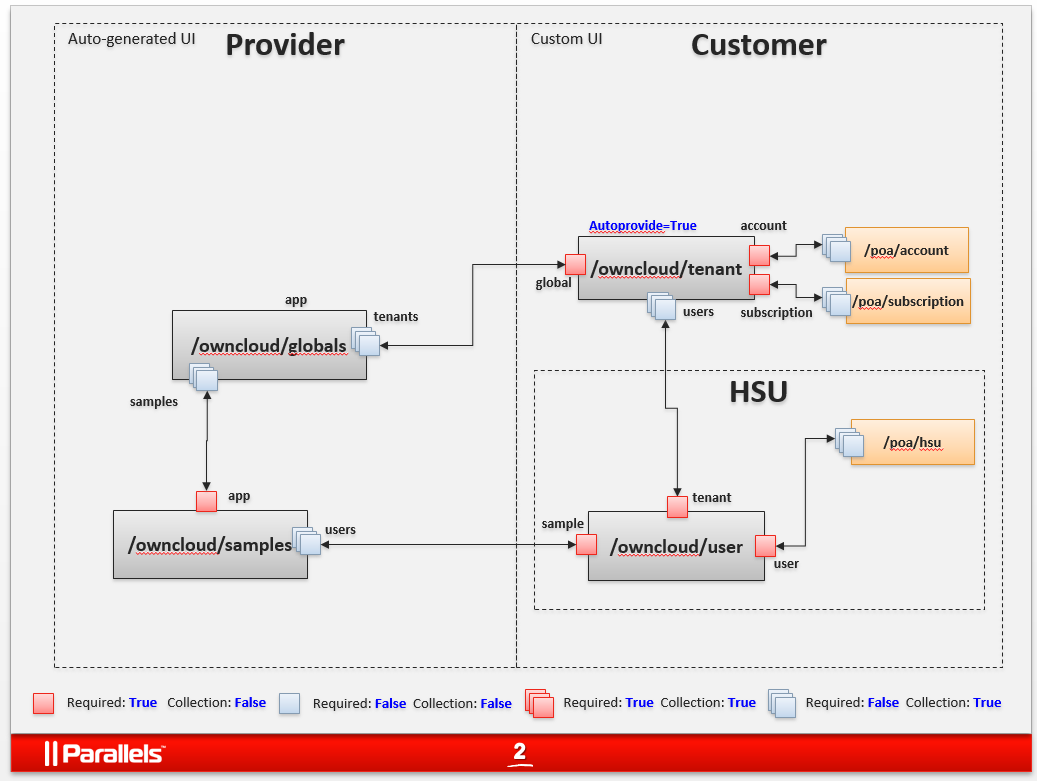 Auto-generated UI
Provider
Custom UI
Customer
Autoprovide=True
account
/poa/account
/owncloud/tenant
global
/poa/subscription
users
subscription
app
tenants
/owncloud/globals
samples
HSU
/poa/hsu
app
tenant
sample
users
/owncloud/samples
/owncloud/user
user
Required: True Collection: False
Required: False Collection: False
Required: True Collection: True
Required: False Collection: True
Parallels™
2